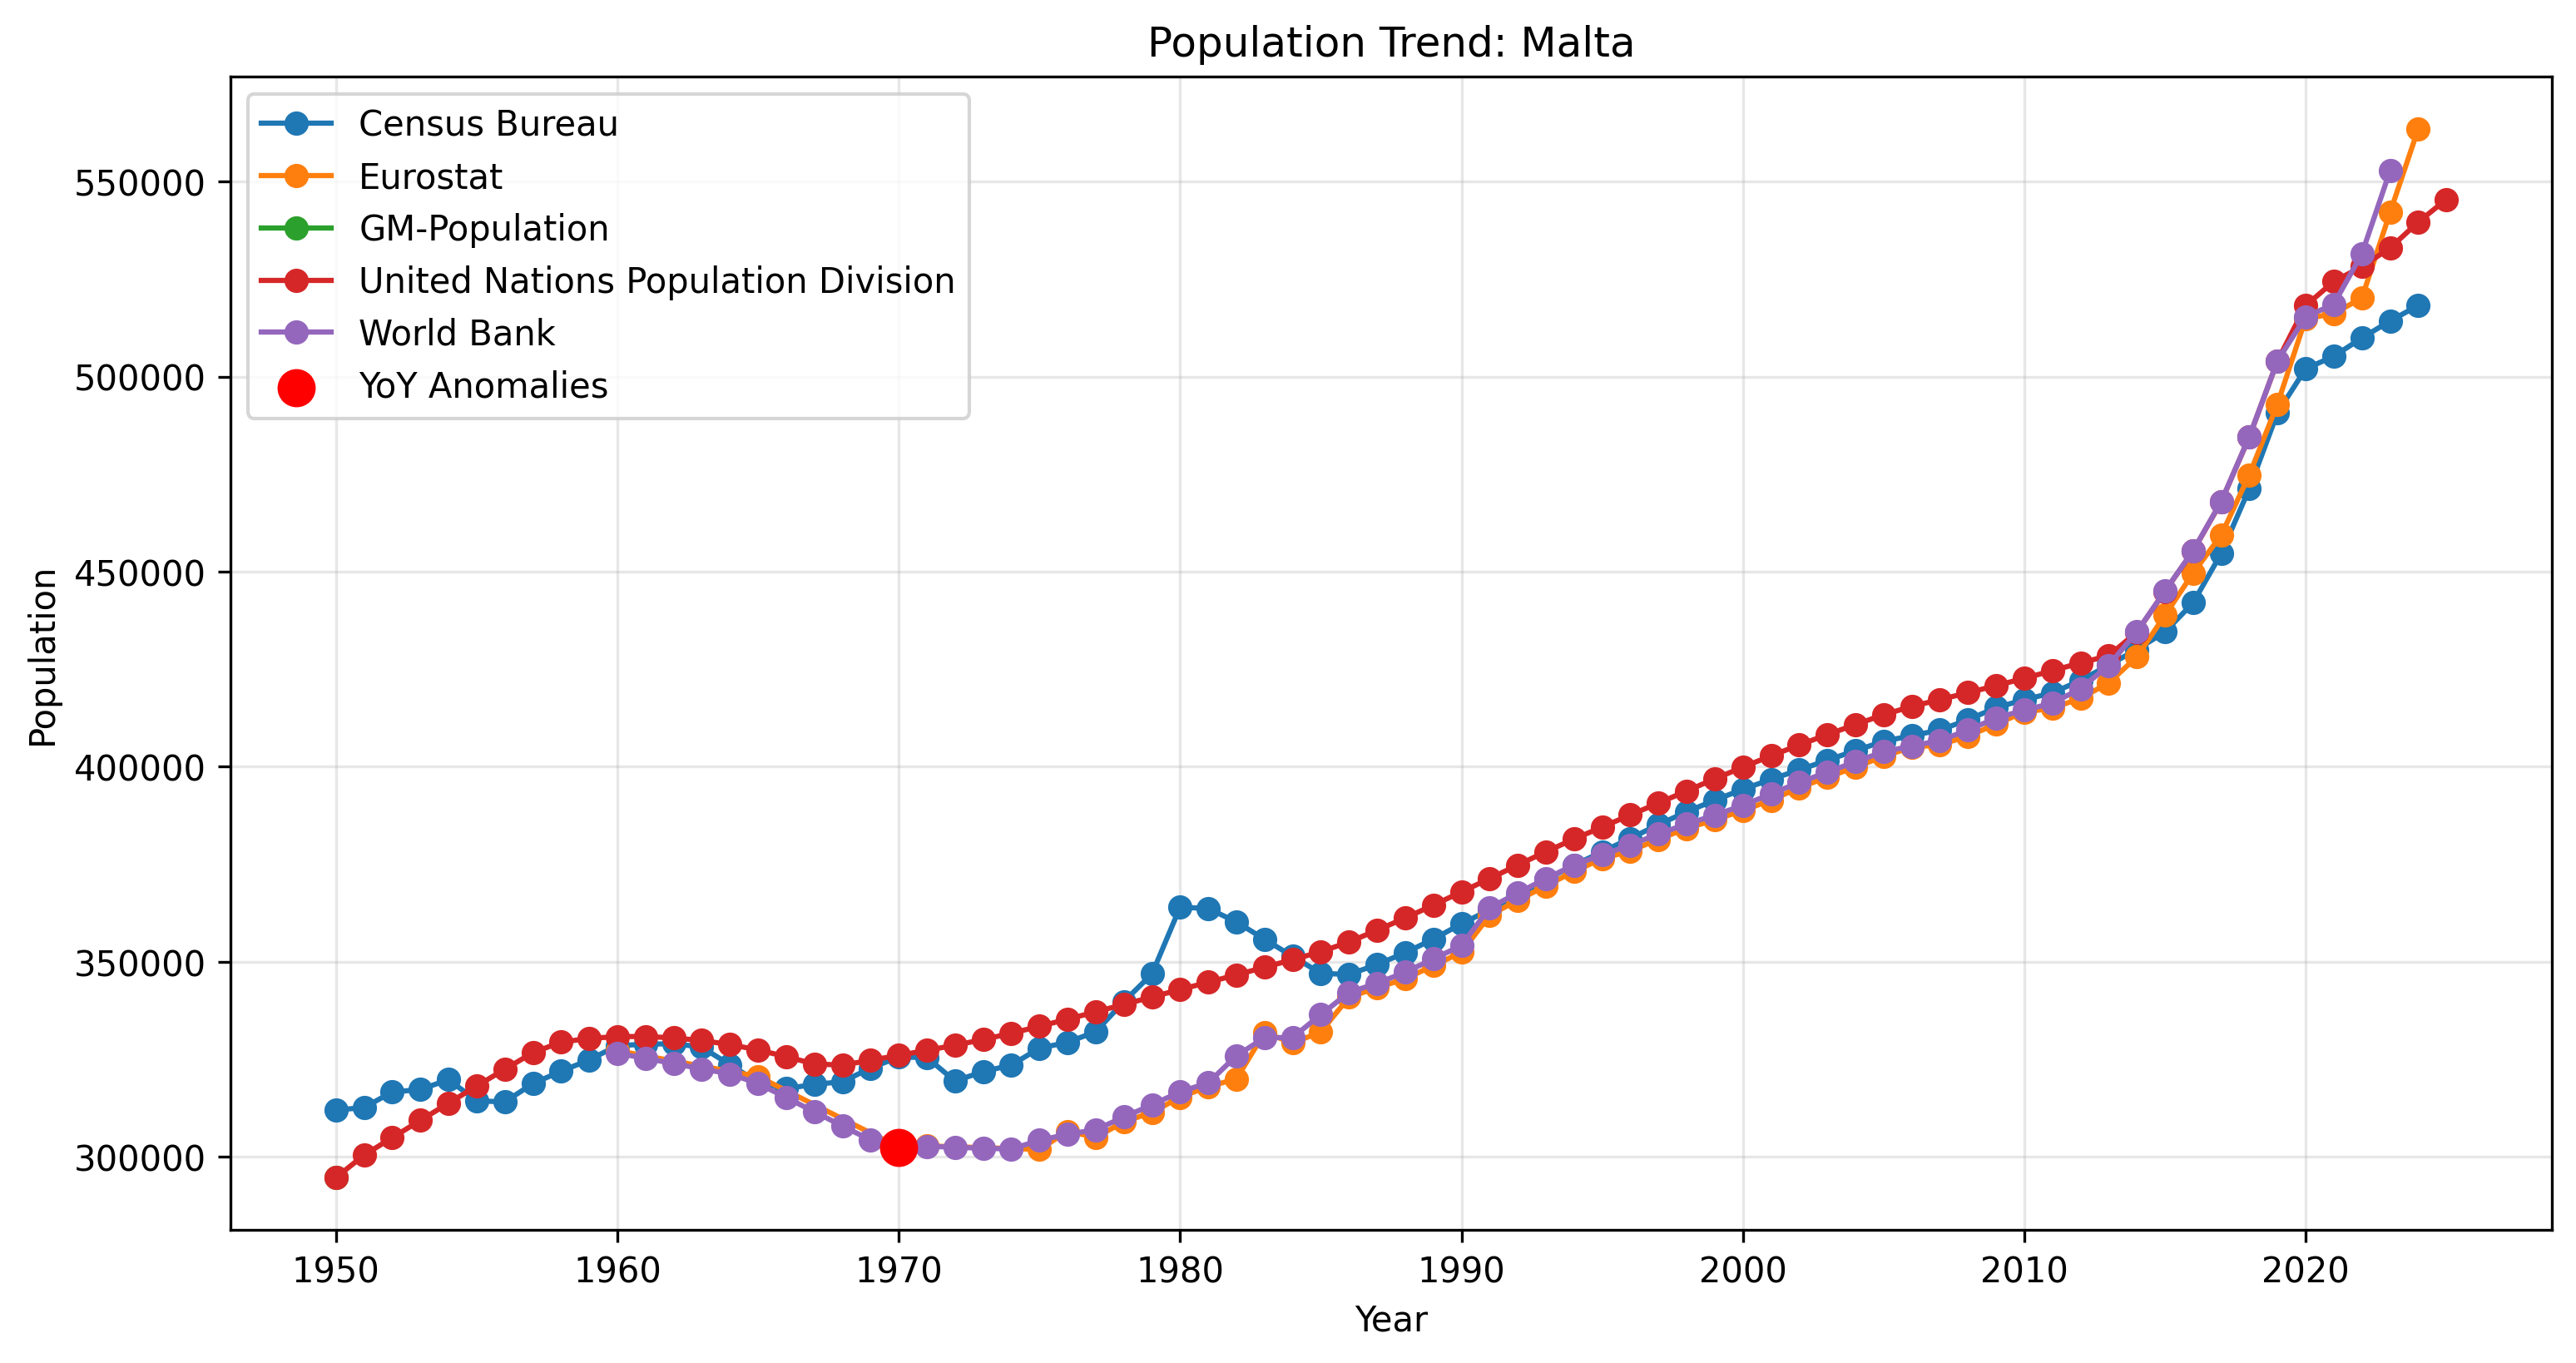 Population Trend: Malta
Census Bureau
Eurostat
GM-Population
United Nations Population Division
World Bank
YoY Anomalies
Population
550000
500000
450000
400000
350000
300000
1950 1960 1970 1980 1990 2000 2010 2020
Year